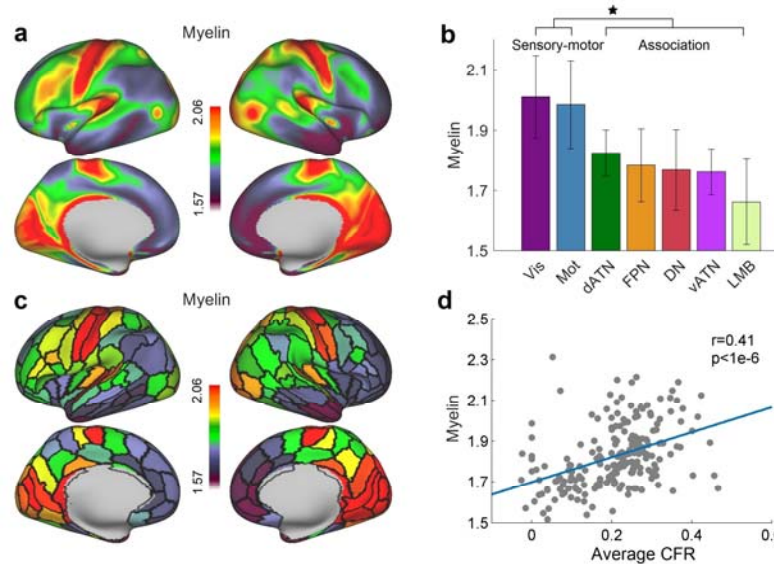 a
Myelin
2.06
1.57
b
★
Sensory-motor
Association
Myelin
2.1
1.9
1.7
1.5
Vis
Mot
dATN
FPN
DN
vATN
LMB
c
Myelin
2.06
1.57
d
r=0.41
p<1e-6
Myelin
2.5
2.3
2.1
1.9
1.7
1.5
0
0.2
0.4
Average CFR